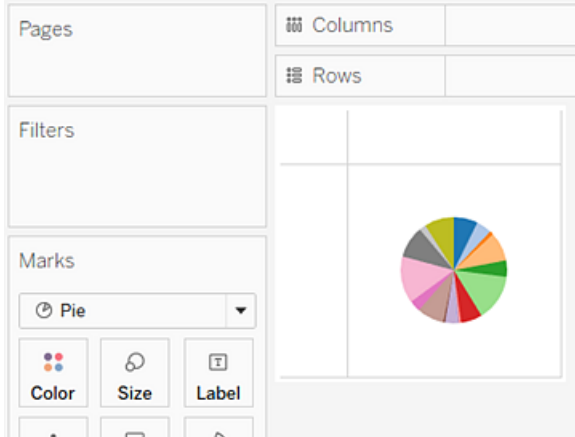 Pages
Columns
Rows
Filters
Marks
Pie
Color
Size
T
Label